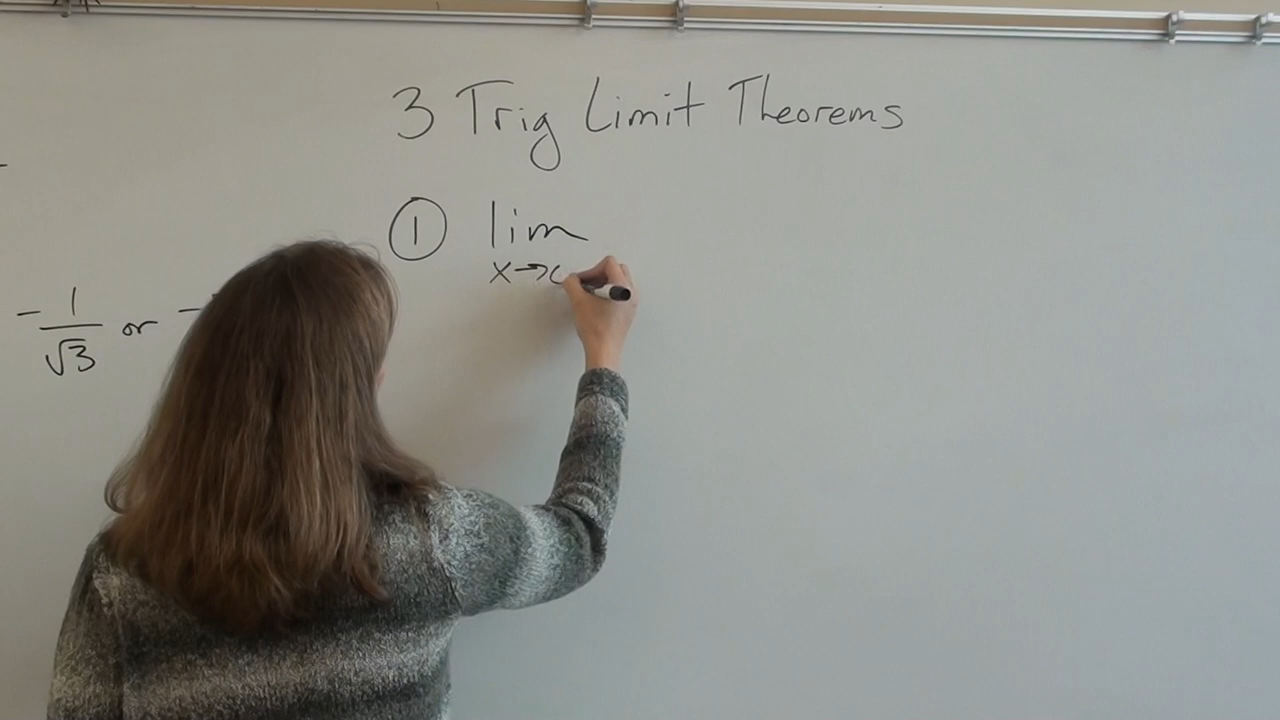 3 Trig Limit Theorems
① lim
x→
-1/√3 or -